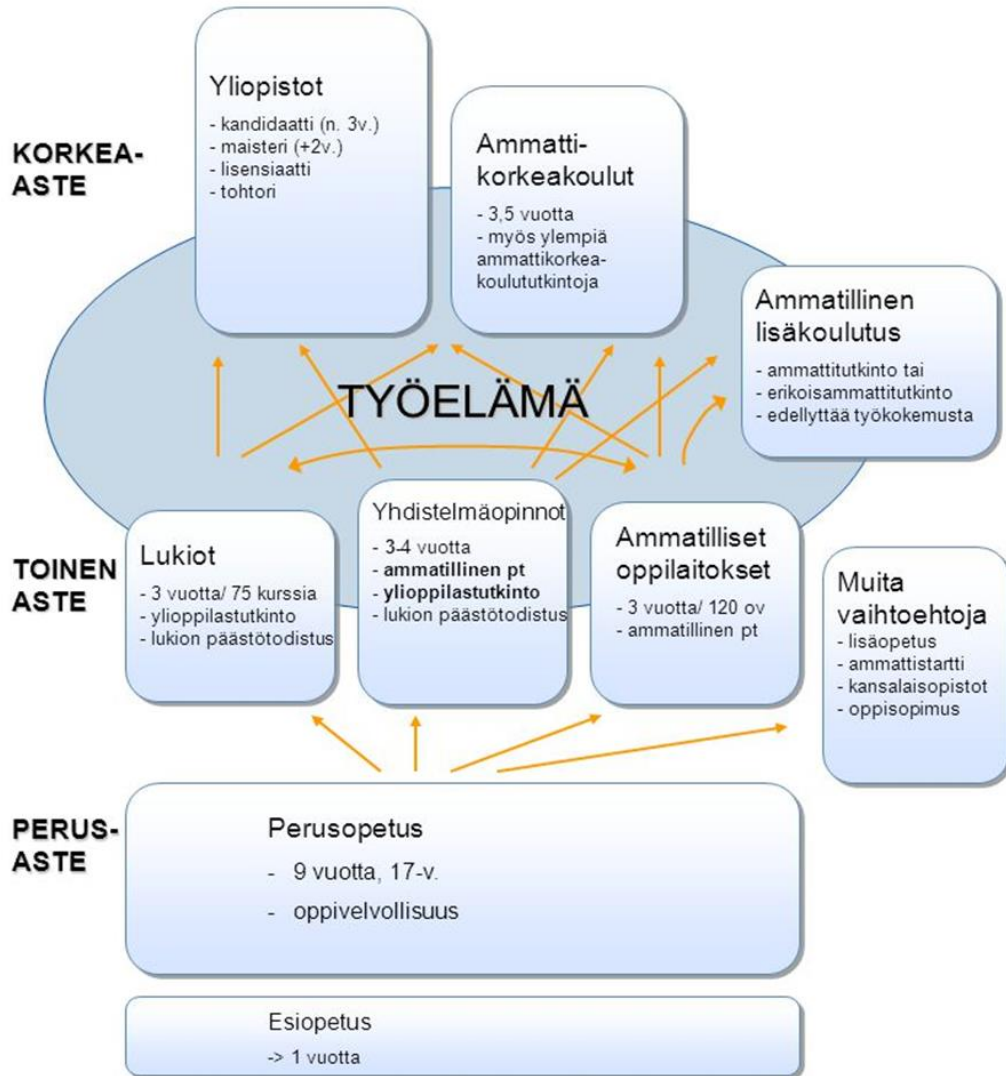 Yliopistot
- kandidaatti (n. 3v.)
- maisteri (+2v.)
- lisensiaatti
- tohtori
KORKEA-
ASTE
Ammatti-
korkeakoulut
- 3,5 vuotta
- myös ylempiä
ammattikorkea-
koulututkintoja
Ammatillinen
lisäkoulutus
- ammattitutkinto tai
- erikoisammattitutkinto
- edellyttää työkokemusta
TYÖELÄMÄ
TOINEN
ASTE
Lukiot
- 3 vuotta/ 75 kurssia
- ylioppilastutkinto
- lukion päästötodistus
Yhdistelmäopinnot
- 3-4 vuotta
- ammatillinen pt
- ylioppilastutkinto
- lukion päästötodistus
Ammatilliset
oppilaitokset
- 3 vuotta/ 120 ov
- ammatillinen pt
Muita
vaihtoehtoja
- lisäopetus
- ammattistartti
- kansalaisopistot
- oppisopimus
PERUS-
ASTE
Perusopetus
- 9 vuotta, 17-v.
- oppivelvollisuus
Esiopetus
-> 1 vuotta